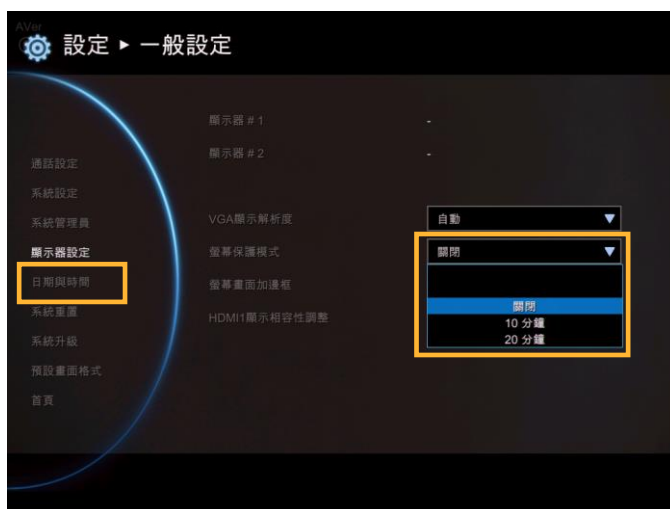 AVer
設定 ▶ 一般設定
顯示器 # 1 -
顯示器 # 2 -
通話設定
系統設定
系統管理員
顯示器設定
日期與時間
系統重置
系統升級
預設畫面格式
首頁
VGA顯示解析度 自動
螢幕保護模式 關閉
螢幕畫面加邊框
HDMI1顯示相容性調整
關閉
10 分鐘
20 分鐘